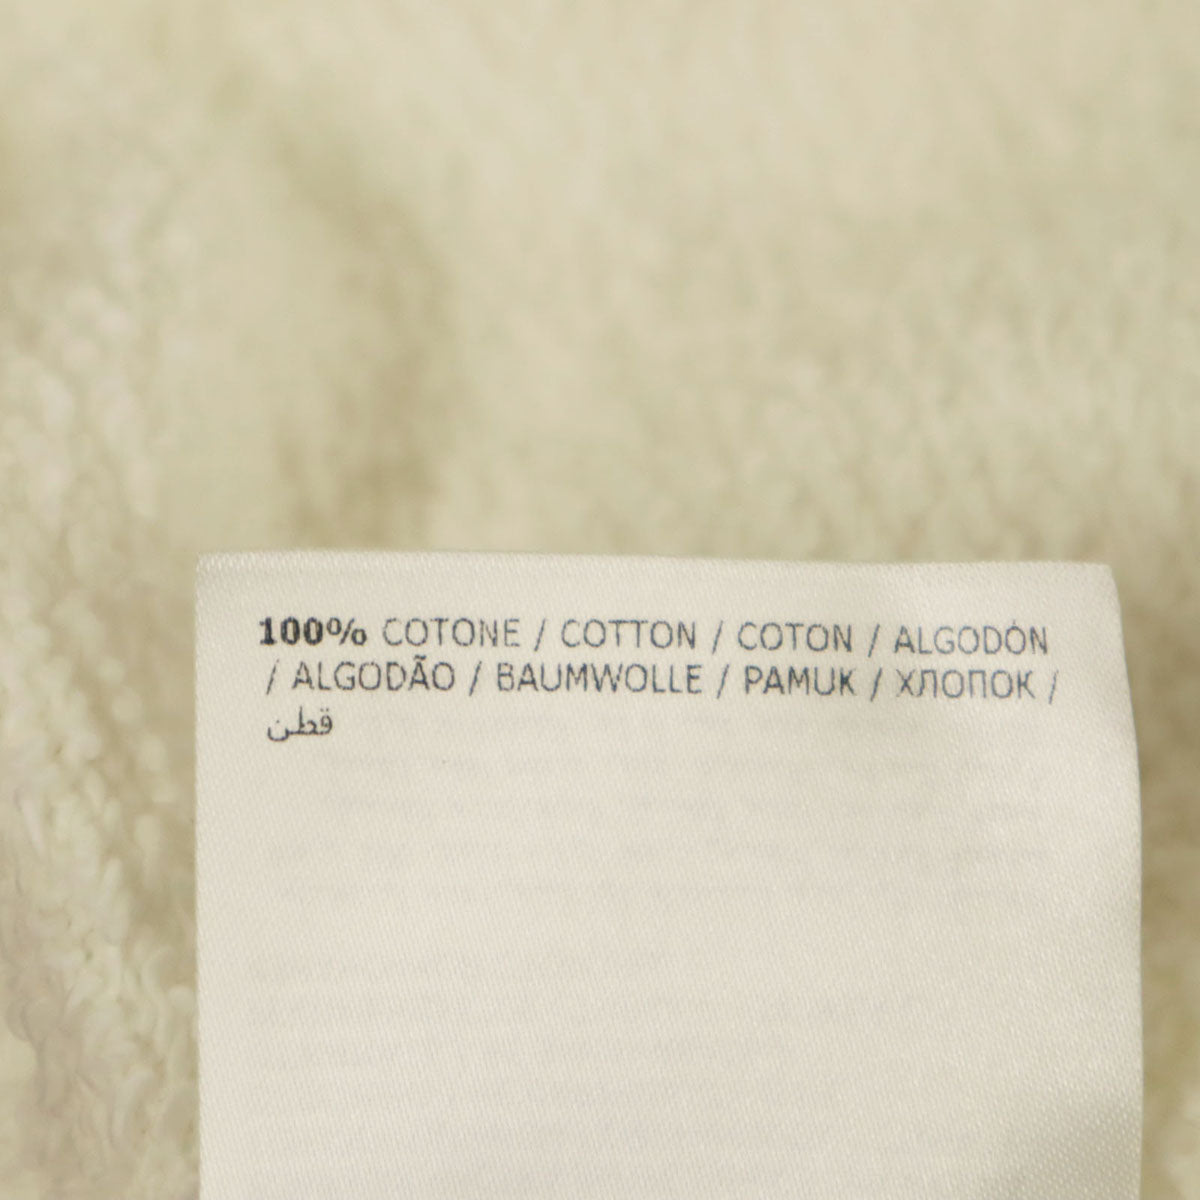 100% COTONE / COTTON / COTON / ALGODÓN
/ ALGODÃO / BAUMWOLLE / PAMUK / ХЛОПОК /
قطن